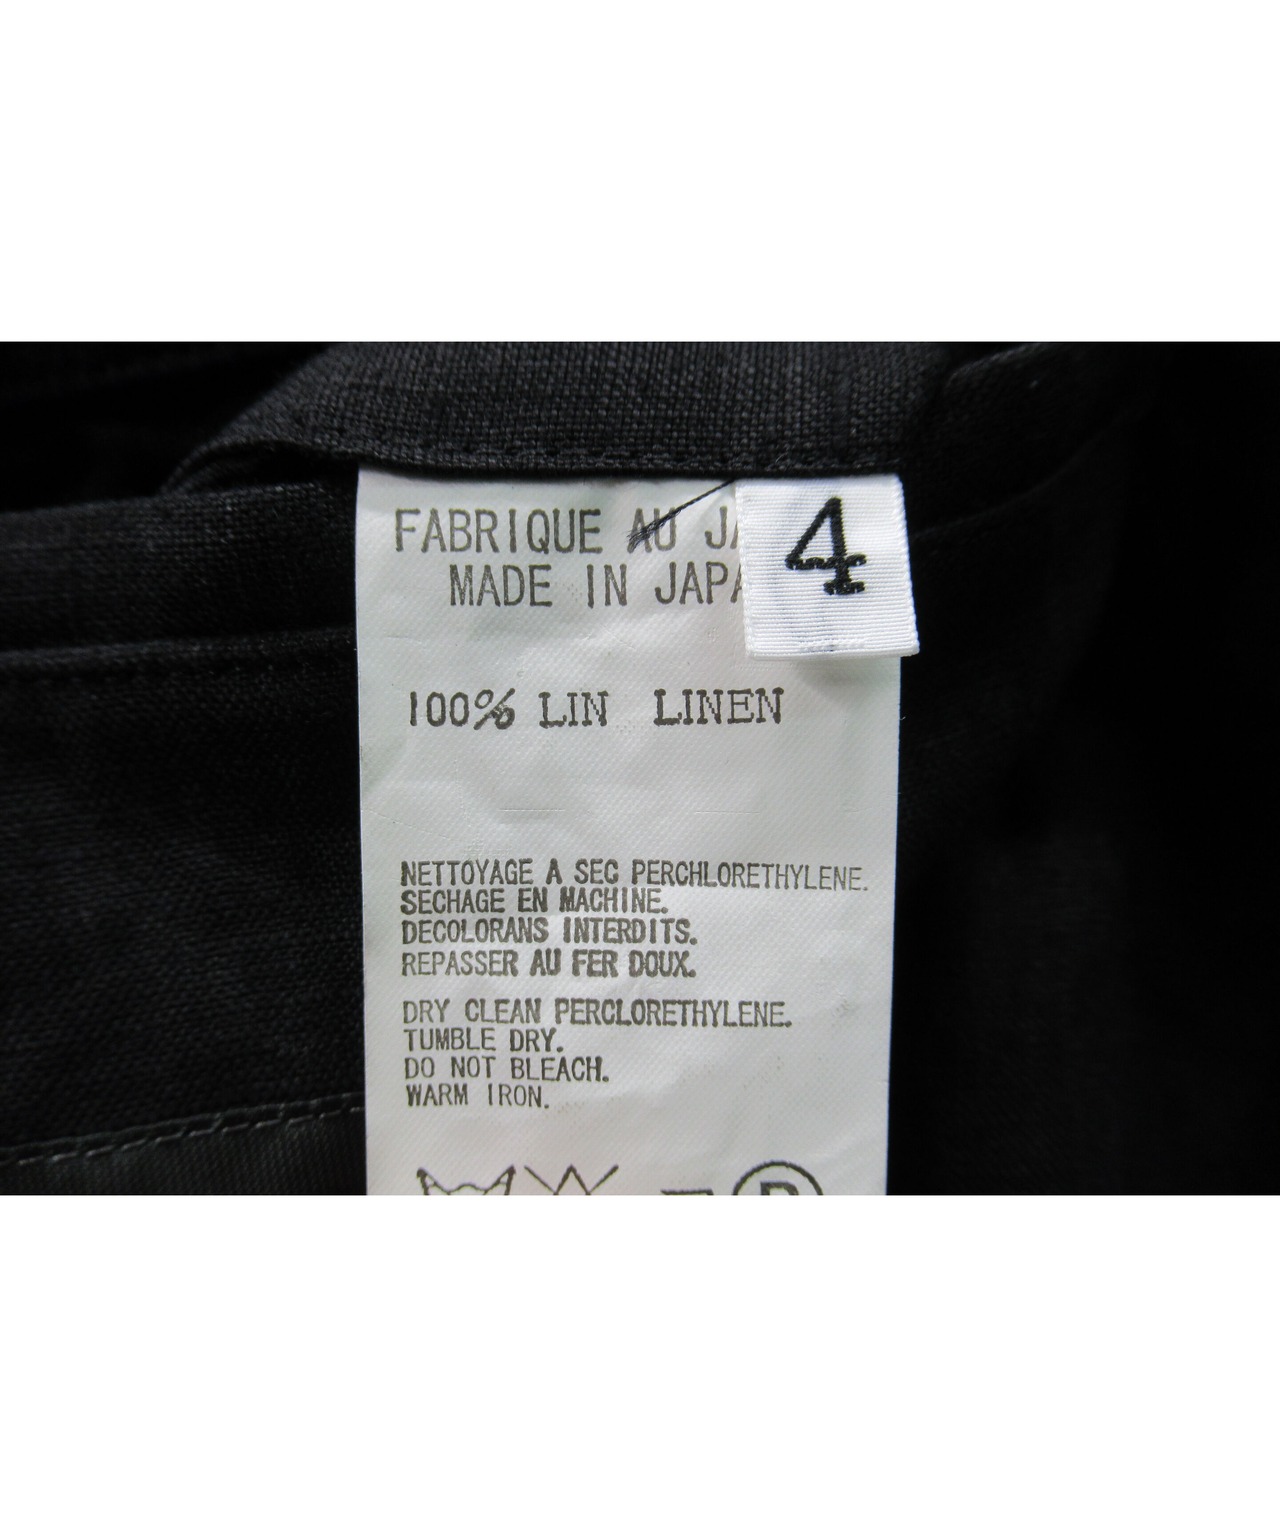 FABRIQUE AU JA
4
MADE IN JAPA
100% LIN LINEN
NETTOYAGE A SEC PERCHLORETHYLENE.
SECHAGE EN MACHINE.
DECOLORANS INTERDITS.
REPASSER AU FER DOUX.
DRY CLEAN PERCLORETHYLENE.
TUMBLE DRY.
DO NOT BLEACH.
WARM IRON.
P